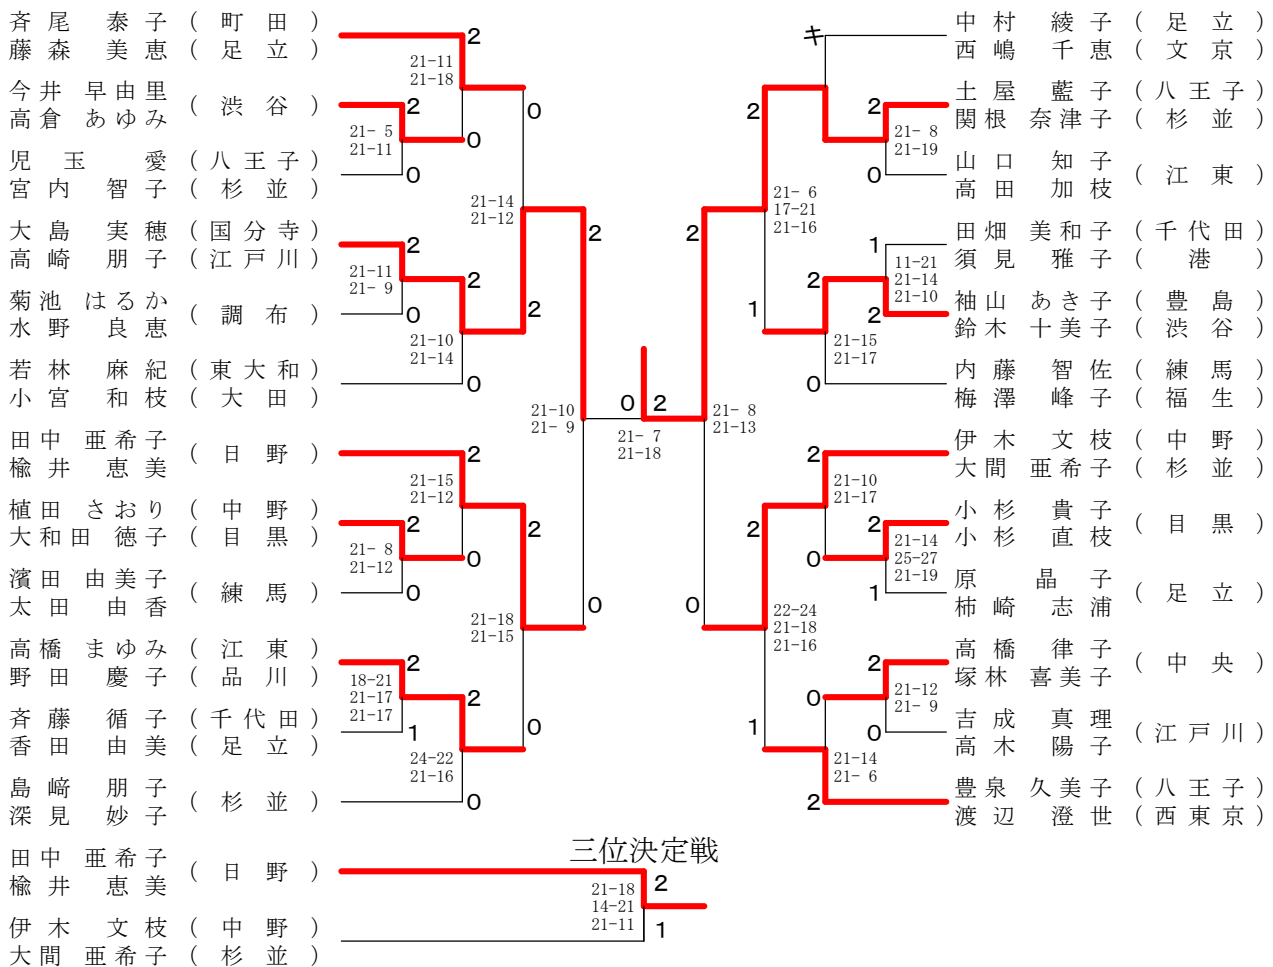 斉尾 泰子 (町田)
藤森 美恵 (足立)
今井 早由里
高倉 あゆみ
(渋谷)
児玉 愛 (八王子)
宮内 智子 (杉並)
大島 実穂 (国分寺)
高崎 朋子 (江戸川)
菊池 はるか
水野 良恵
(調布)
若林 麻紀 (東大和)
小宮 和枝 (大田)
田中 亜希子
楡井 恵美
(日野)
植田 さおり (中野)
大和田 徳子 (目黒)
濱田 由美子
太田 由香
(練馬)
高橋 まゆみ (江東)
野田 慶子 (品川)
斉藤 循子 (千代田)
香田 由美 (足立)
島﨑 朋子
深見 妙子
(杉並)
2
21-11
21-18
0
2
21- 5
21-11
0
0
2
21-11
21- 9
0
2
21-10
21-14
0
21-14
21-12
2
2
2
21-15
21-12
0
2
21- 8
21-12
0
2
2
18-21
21-17
21-17
1
2
24-22
21-16
0
21-18
21-15
0
0
21-10
21- 9
0
2
21- 7
21-18
中村 綾子 (足立)
西嶋 千恵 (文京)
土屋 藍子 (八王子)
関根 奈津子 (杉並)
山口 知子
高田 加枝
(江東)
田畑 美和子 (千代田)
須見 雅子 (港)
袖山 あき子 (豊島)
鈴木 十美子 (渋谷)
内藤 智佐 (練馬)
梅澤 峰子 (福生)
伊木 文枝 (中野)
大間 亜希子 (杉並)
小杉 貴子
小杉 直枝
(目黒)
原 晶子
柿崎 志浦
(足立)
高橋 律子
塚林 喜美子
(中央)
吉成 真理
高木 陽子
(江戸川)
豊泉 久美子 (八王子)
渡辺 澄世 (西東京)
キ
2
2
21- 8
21-19
0
21- 6
17-21
21-16
2
1
11-21
21-14
21-10
2
2
1
21-15
21-17
0
21- 8
21-13
2
21-10
21-17
2
2
21-14
25-27
21-19
0
1
0
22-24
21-18
21-16
2
0
21-12
21- 9
0
1
21-14
21- 6
2
三位決定戦
田中 亜希子
楡井 恵美
(日野)
伊木 文枝 (中野)
大間 亜希子 (杉並)
21-18
14-21
21-11
2
1